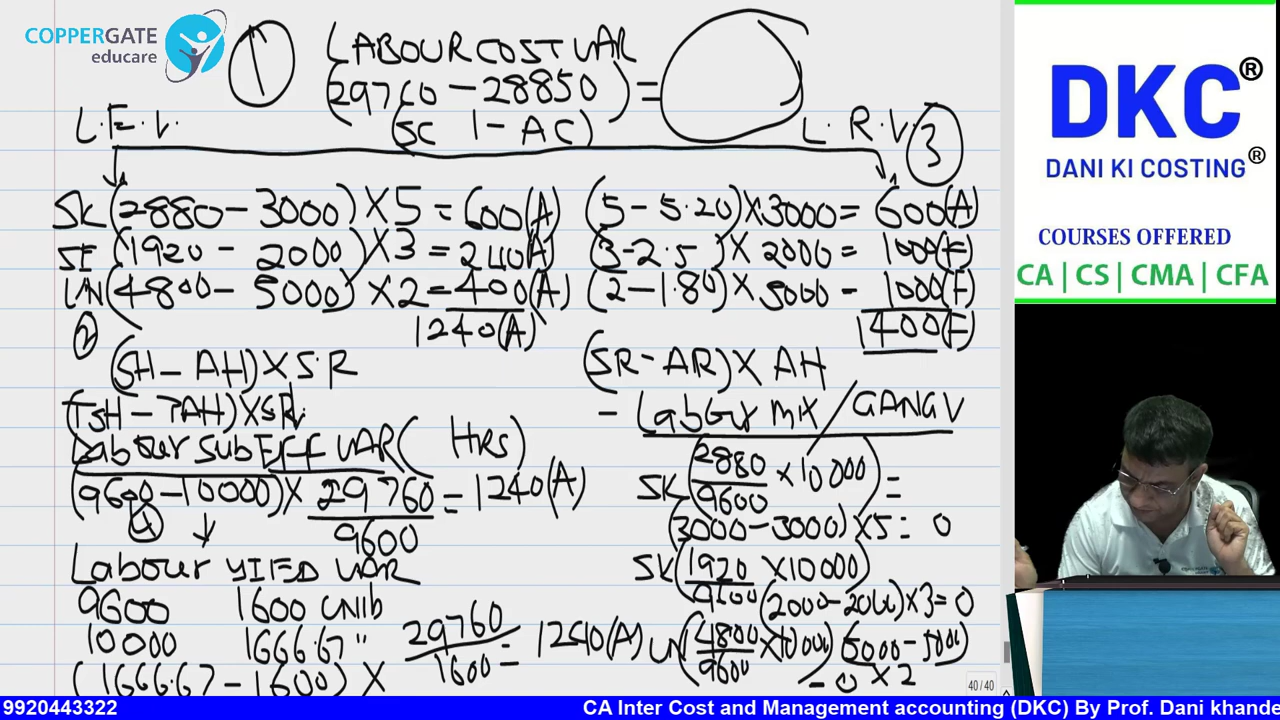 COPPERGATE
educare
1
LABOUR COST VAR
(29760 - 28850) =
(SC - AC)
L.E.V.
L.R.V. 3
SK (2880 - 3000) X 5 = 600(A)
SE (1920 - 2000) X 3 = 240(A)
UN (4800 - 5000) X 2 = 400(A)
1240(A)
2
(SH - AH) X S.R
(TSH - TAH) X SR
Labour Sub Eff VAR (HRS)
(9600 - 10000) X 29760 = 1240(A)
9600
4
Labour YIED VAR
9600 1600 UNIB
10000 1666.67 "
(1666.67 - 1600) X 29760 = 1240(A)
1600
(5 - 5.20) X 3000 = 600(A)
(3 - 2.5) X 2000 = 1000(F)
(2 - 1.80) X 5000 = 1000(F)
1400(F)
(SR - AR) X AH
- Labour mix / GANG V
SK (2880 X 10000) =
9600
(3000 - 3000) X 5 = 0
SK (1920 X 10000)
9600 (2000 - 2000) X 3 = 0
UN (4800 X 10000) (5000 - 5000)
9600 = 0 X 2
40 / 40
DKC®
DANI KI COSTING®
COURSES OFFERED
CA | CS | CMA | CFA
9920443322 CA Inter Cost and Management accounting (DKC) By Prof. Dani khande